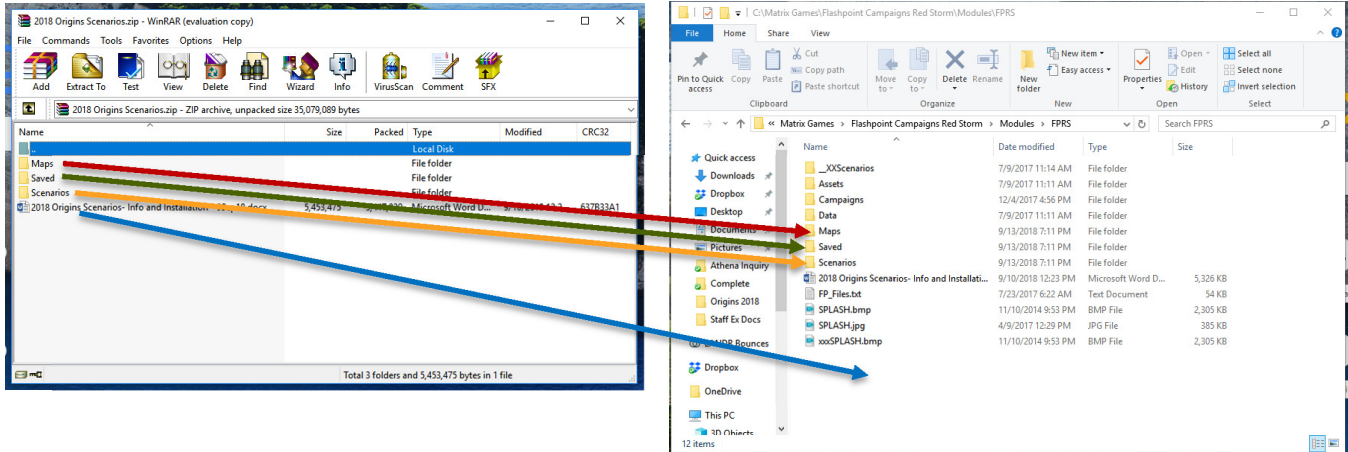 2018 Origins Scenarios.zip - WinRAR (evaluation copy)
File Commands Tools Favorites Options Help
Add Extract To Test View Delete Find Wizard Info VirusScan Comment SFX
2018 Origins Scenarios.zip - ZIP archive, unpacked size 35,079,089 bytes
Name Size Packed Type Modified CRC32
.. Local Disk
Maps File folder
Saved File folder
Scenarios File folder
2018 Origins Scenarios- Info and Installation 5,453,475 Microsoft Word D... 637B33A1
Total 3 folders and 5,453,475 bytes in 1 file
C:\Matrix Games\Flashpoint Campaigns Red Storm\Modules\FPRS
File Home Share View
Pin to Quick access
Copy
Paste
Cut
Copy path
Paste shortcut
Clipboard
Move to
Copy to
Delete
Rename
Organize
New folder
New item
Easy access
New
Properties
Open
Edit
History
Open
Select all
Select none
Invert selection
Select
« Matrix Games > Flashpoint Campaigns Red Storm > Modules > FPRS
Search FPRS
Quick access
Downloads
Dropbox
Desktop
Documents
Pictures
Athena Inquiry
Complete
Origins 2018
Staff Ex Docs
Bounces
Dropbox
OneDrive
This PC
3D Objects
Name Date modified Type Size
__XXScenarios 7/9/2017 11:14 AM File folder
Assets 7/9/2017 11:11 AM File folder
Campaigns 12/4/2017 4:56 PM File folder
Data 7/9/2017 11:11 AM File folder
Maps 9/13/2018 7:11 PM File folder
Saved 9/13/2018 7:11 PM File folder
Scenarios 9/13/2018 7:11 PM File folder
2018 Origins Scenarios- Info and Installati... 9/10/2018 12:23 PM Microsoft Word D... 5,326 KB
FP_Files.txt 7/23/2017 6:22 AM Text Document 54 KB
SPLASH.bmp 11/10/2014 9:53 PM BMP File 2,305 KB
SPLASH.jpg 4/9/2017 12:29 PM JPG File 385 KB
xxxSPLASH.bmp 11/10/2014 9:53 PM BMP File 2,305 KB
12 items